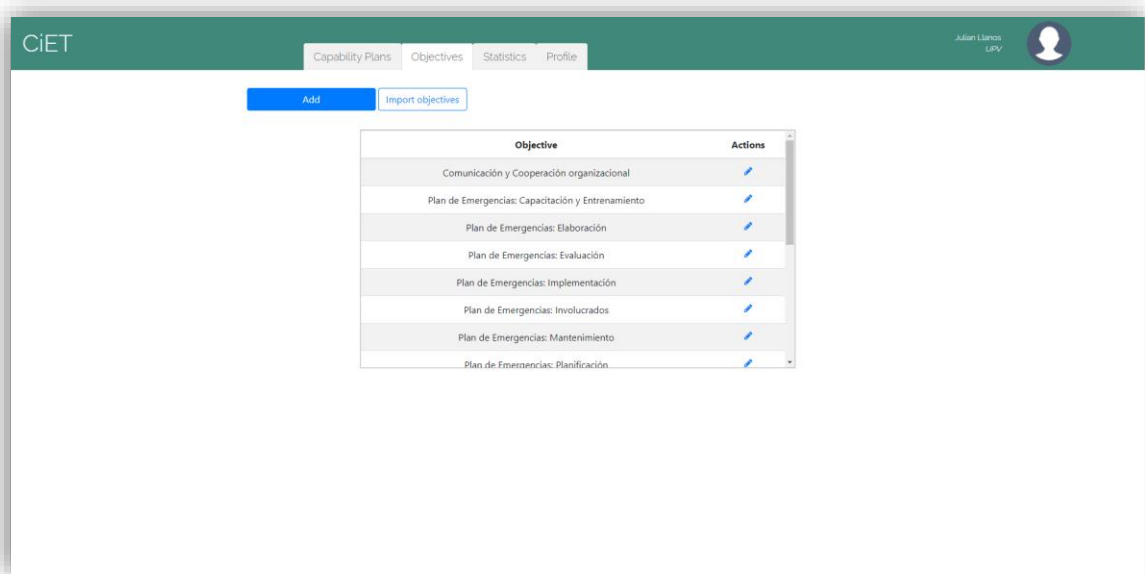 CiET
Capability Plans Objectives Statistics Profile
Julian Llanos
UPV
Add Import objectives
Objective Actions
Comunicación y Cooperación organizacional
Plan de Emergencias: Capacitación y Entrenamiento
Plan de Emergencias: Elaboración
Plan de Emergencias: Evaluación
Plan de Emergencias: Implementación
Plan de Emergencias: Involucrados
Plan de Emergencias: Mantenimiento
Plan de Emergencias: Planificación